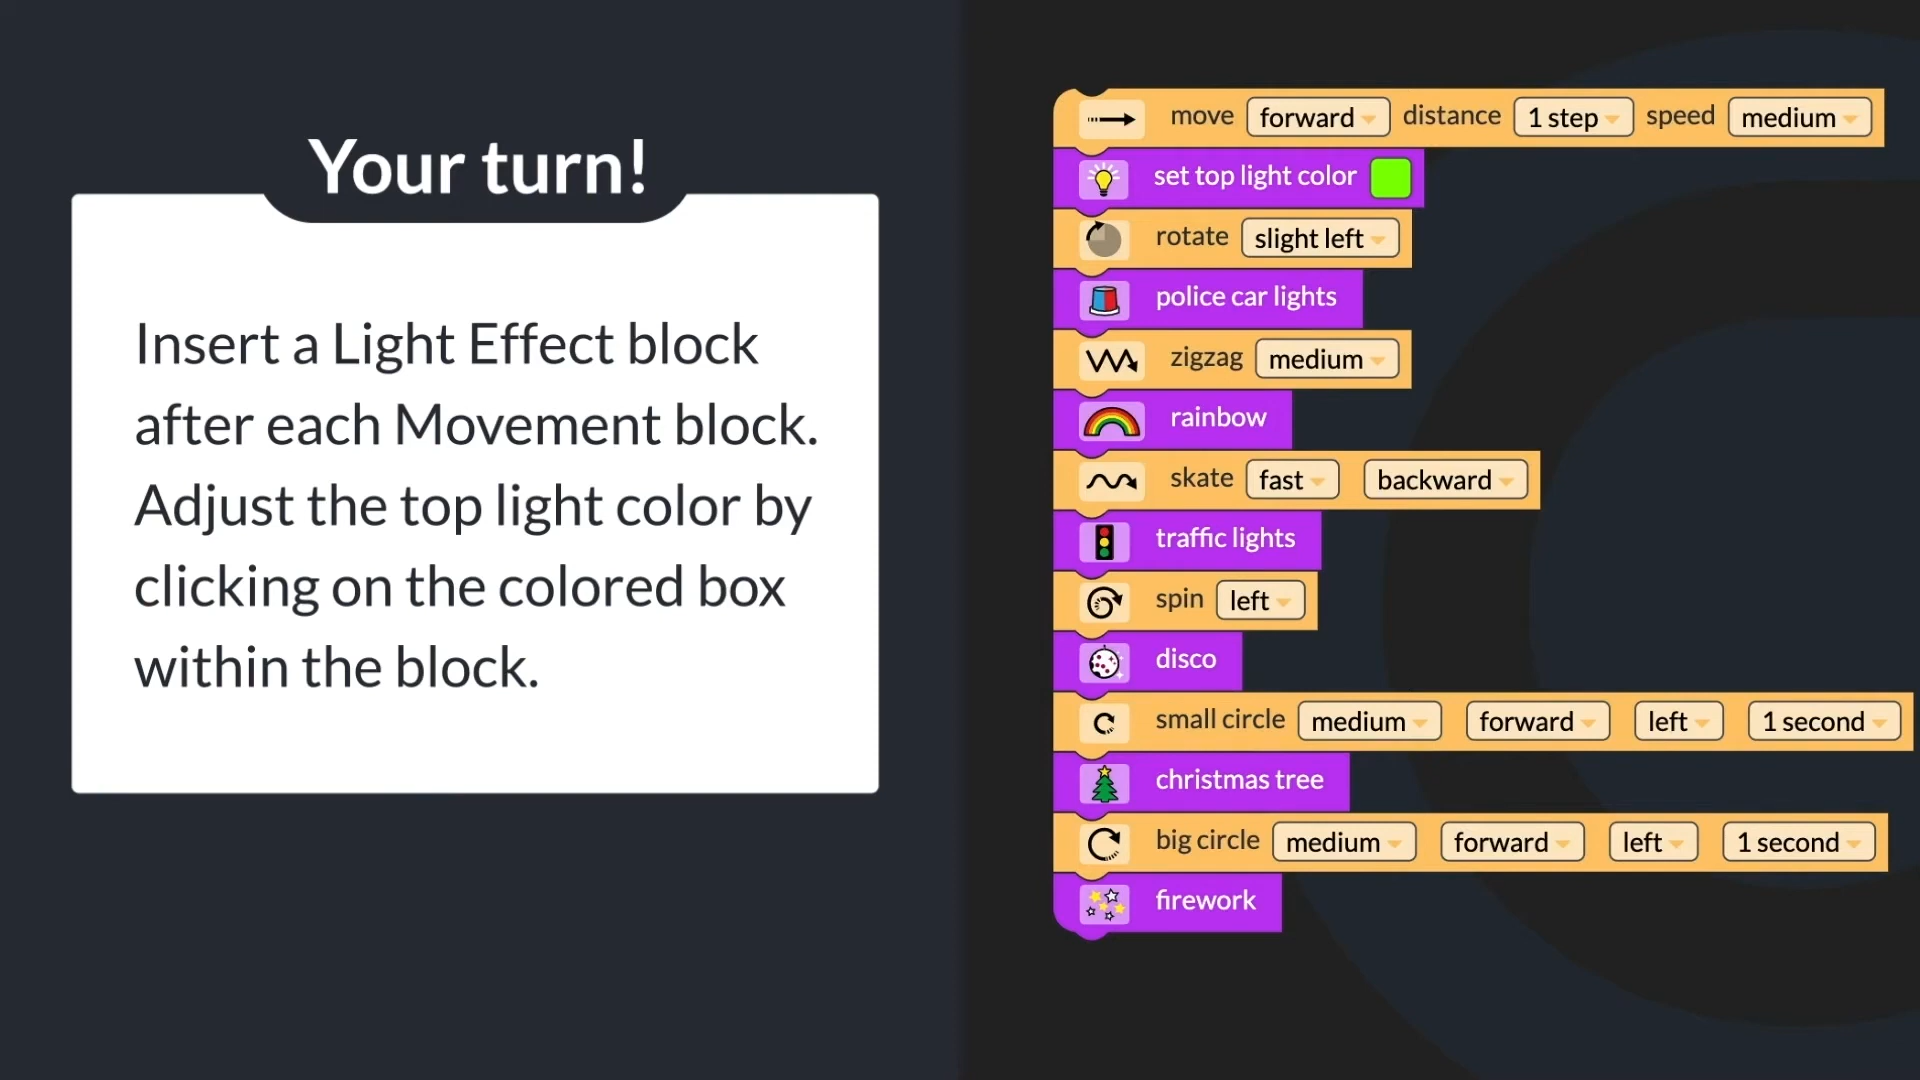 Your turn!
Insert a Light Effect block
after each Movement block.
Adjust the top light color by
clicking on the colored box
within the block.
move forward distance 1 step speed medium
set top light color
rotate slight left
police car lights
zigzag medium
rainbow
skate fast backward
traffic lights
spin left
disco
small circle medium forward left 1 second
christmas tree
big circle medium forward left 1 second
firework